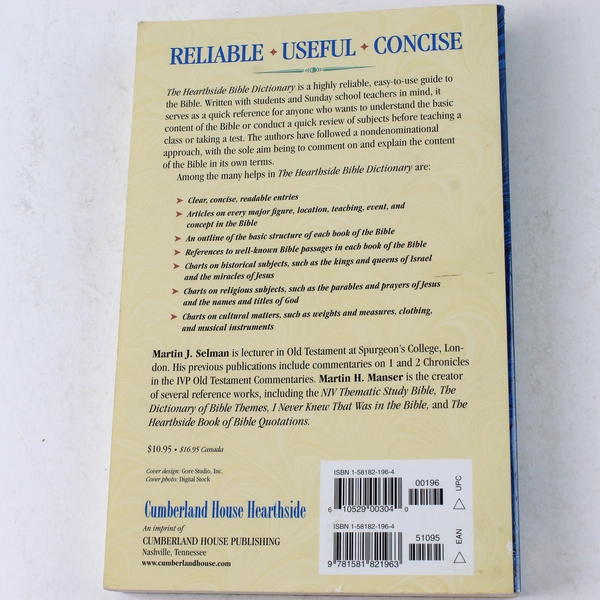 RELIABLE ✦ USEFUL ✦ CONCISE
The Hearthside Bible Dictionary is a highly reliable, easy-to-use guide to
the Bible. Written with students and Sunday school teachers in mind, it
serves as a quick reference for anyone who wants to understand the basic
content of the Bible or conduct a quick review of subjects before teaching a
class or taking a test. The authors have followed a nondenominational
approach, with the sole aim being to comment on and explain the content
of the Bible in its own terms.
Among the many helps in The Hearthside Bible Dictionary are:
➤ Clear, concise, readable entries
➤ Articles on every major figure, location, teaching, event, and
concept in the Bible
➤ An outline of the basic structure of each book of the Bible
➤ References to well-known Bible passages in each book of the Bible
➤ Charts on historical subjects, such as the kings and queens of Israel
and the miracles of Jesus
➤ Charts on religious subjects, such as the parables and prayers of Jesus
and the names and titles of God
➤ Charts on cultural matters, such as weights and measures, clothing,
and musical instruments
Martin J. Selman is lecturer in Old Testament at Spurgeon's College, Lon-
don. His previous publications include commentaries on 1 and 2 Chronicles
in the IVP Old Testament Commentaries. Martin H. Manser is the creator
of several reference works, including the NIV Thematic Study Bible, The
Dictionary of Bible Themes, I Never Knew That Was in the Bible, and The
Hearthside Book of Bible Quotations.
$10.95 • $16.95 Canada
Cover design: Gore Studio, Inc.
Cover photo: Digital Stock
Cumberland House Hearthside
An imprint of
CUMBERLAND HOUSE PUBLISHING
Nashville, Tennessee
www.cumberlandhouse.com
ISBN 1-58182-196-4
00196
6 10529 00304 0
UPC
ISBN 1-58182-196-4
51095
9 781581 821963
EAN